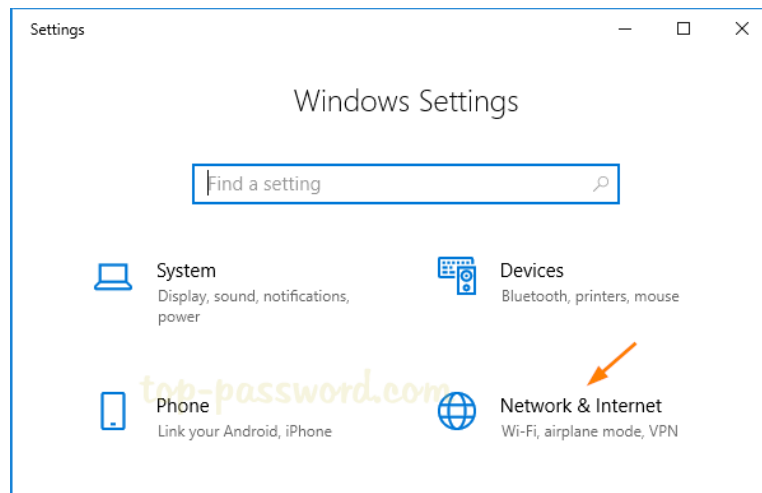 Settings
Windows Settings
Find a setting
System
Display, sound, notifications,
power
Devices
Bluetooth, printers, mouse
top-password.com
Phone
Link your Android, iPhone
Network & Internet
Wi-Fi, airplane mode, VPN